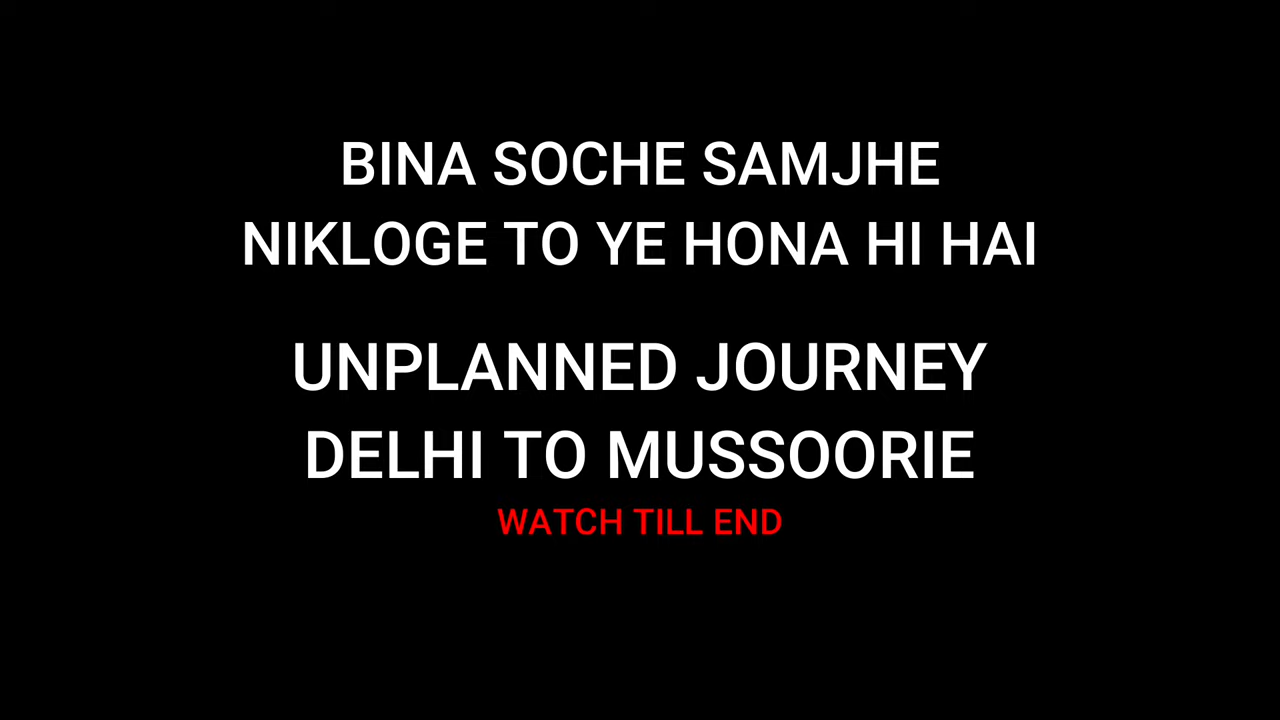 BINA SOCHE SAMJHE
NIKLOGE TO YE HONA HI HAI
UNPLANNED JOURNEY
DELHI TO MUSSOORIE
WATCH TILL END